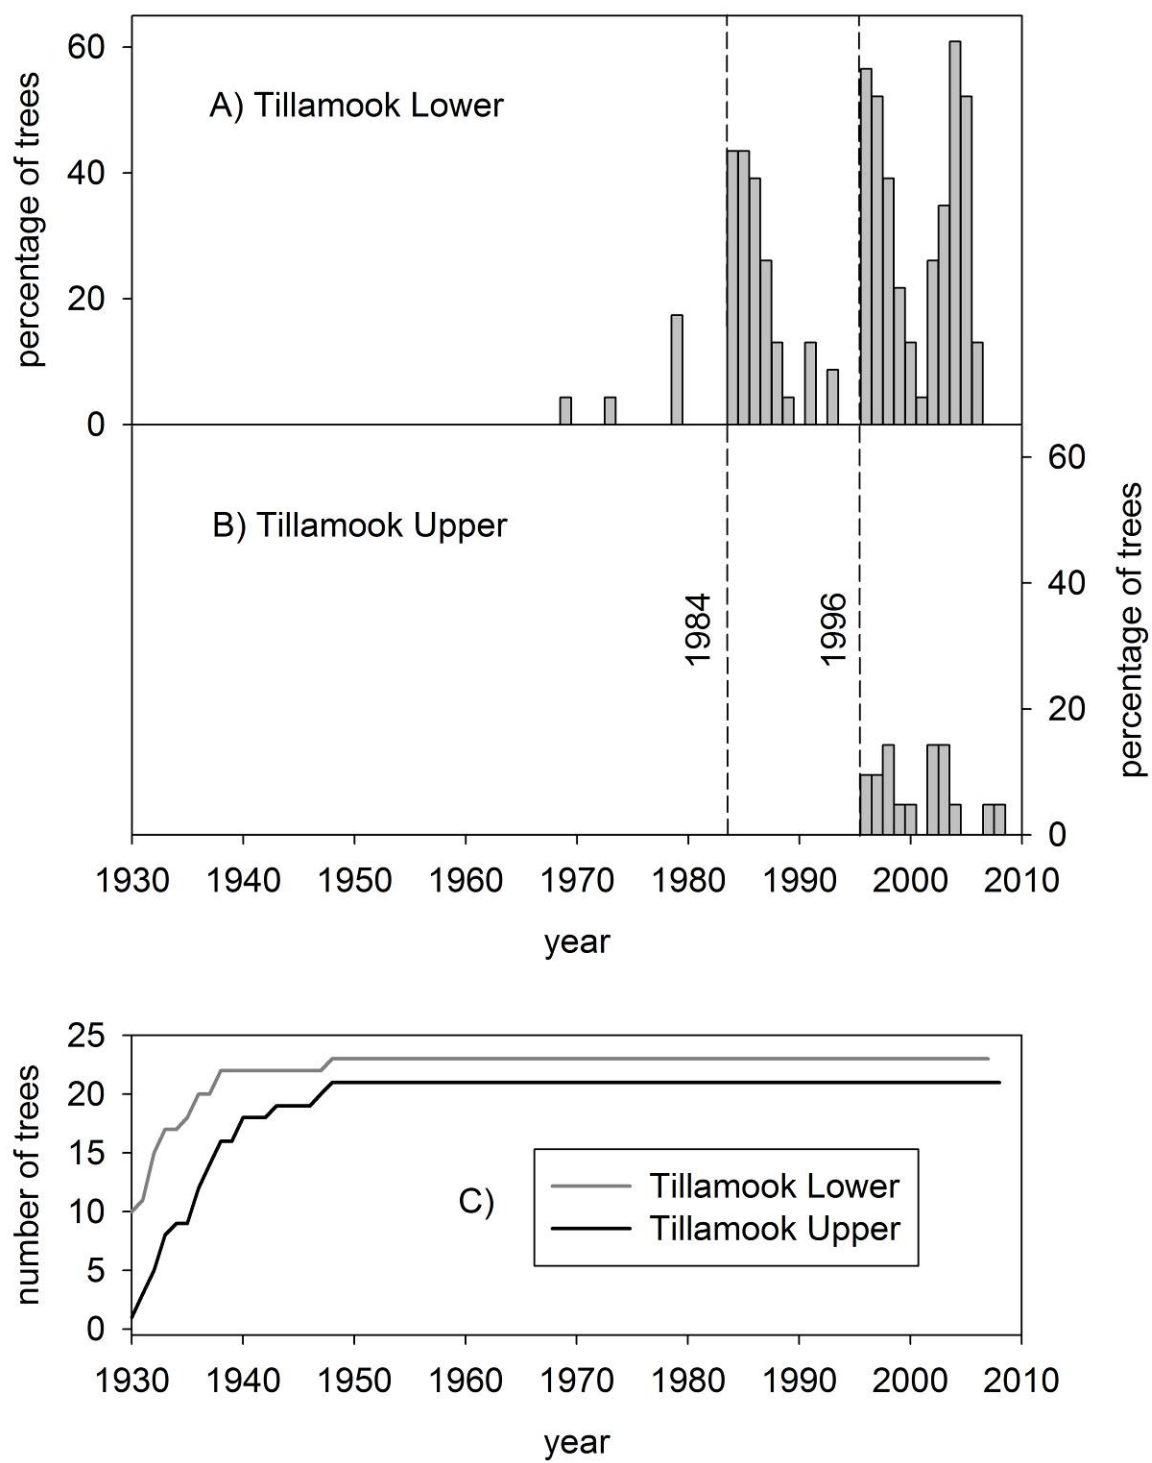 60
A) Tillamook Lower
40
20
0
percentage of trees
60
B) Tillamook Upper
40
1984
1996
20
0
percentage of trees
1930 1940 1950 1960 1970 1980 1990 2000 2010
year
25
20
15
10
5
0
number of trees
C)
Tillamook Lower
Tillamook Upper
1930 1940 1950 1960 1970 1980 1990 2000 2010
year